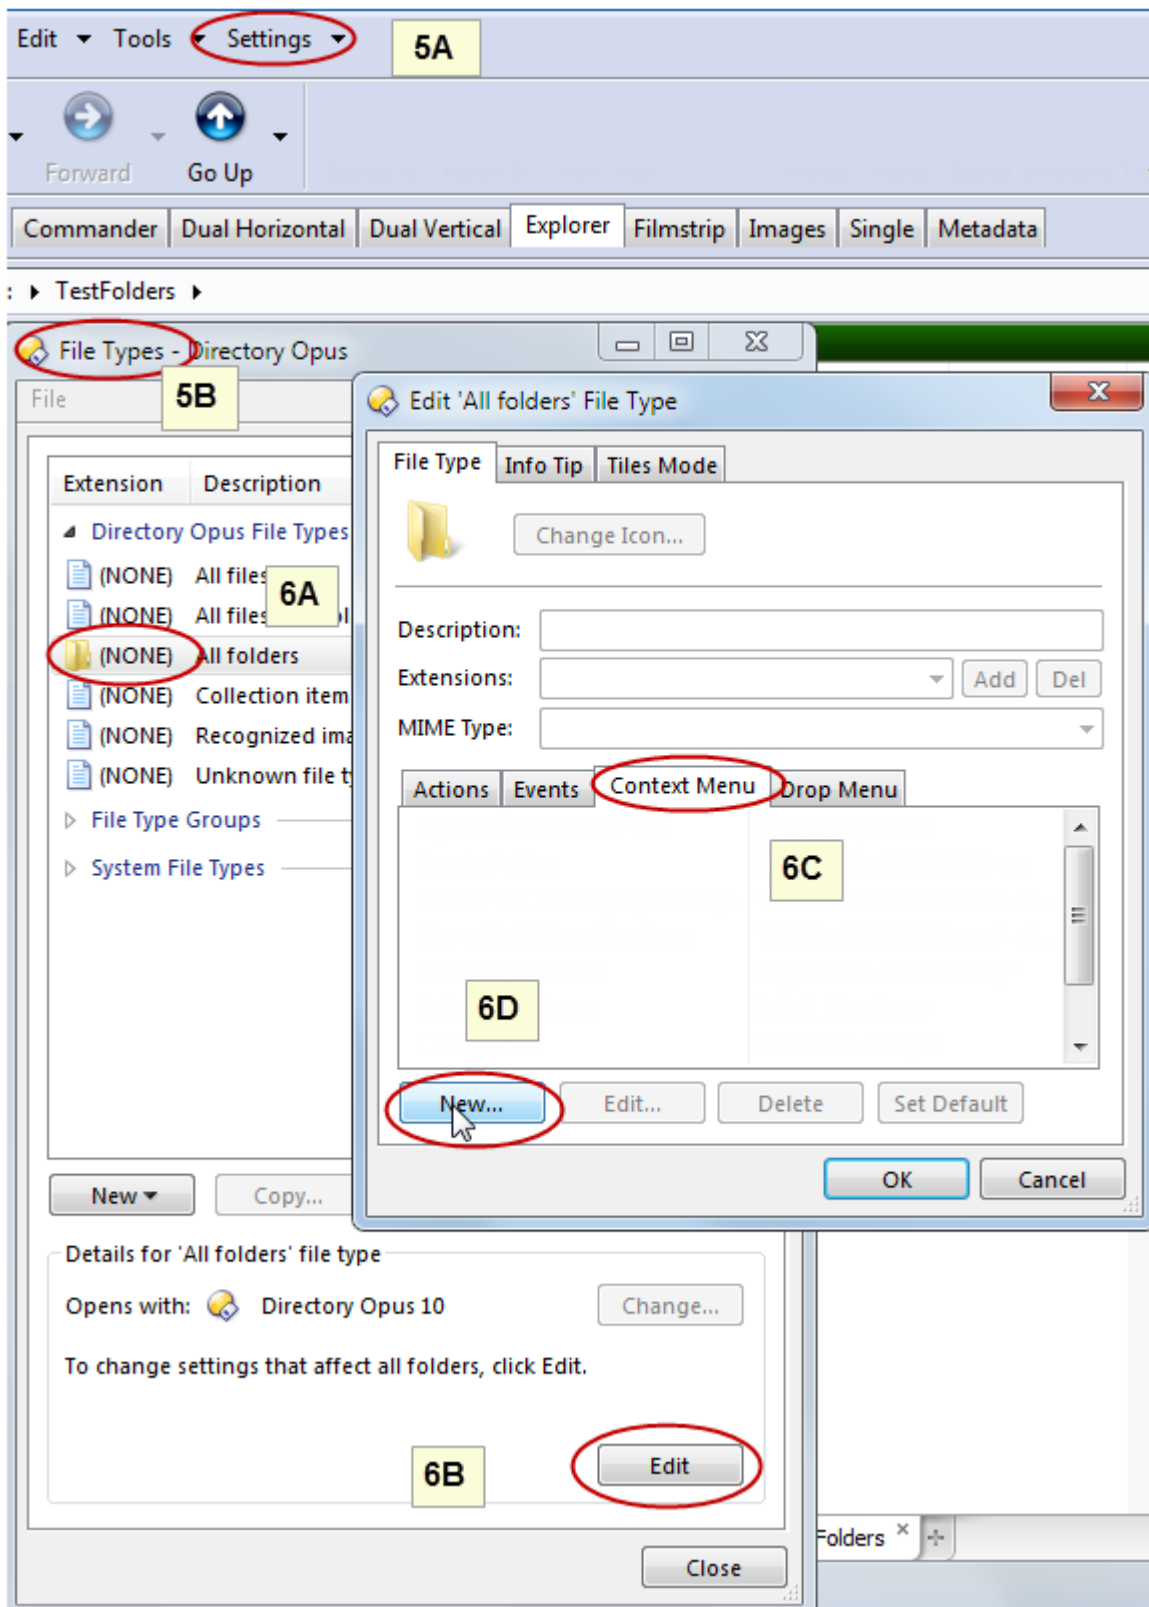 Edit Tools Settings 5A
Forward Go Up
Commander Dual Horizontal Dual Vertical Explorer Filmstrip Images Single Metadata
: TestFolders
File Types - Directory Opus
5B
File
Edit 'All folders' File Type
File Type Info Tip Tiles Mode
Extension Description
Change Icon...
Directory Opus File Types
(NONE) All files
6A
(NONE) All files
Description:
(NONE) All folders
Extensions: Add Del
(NONE) Collection item
MIME Type:
(NONE) Recognized
(NONE) Unknown file
Actions Events Context Menu Drop Menu
File Type Groups
System File Types
6C
6D
New... Edit... Delete Set Default
OK Cancel
New Copy...
Details for 'All folders' file type
Opens with: Directory Opus 10 Change...
To change settings that affect all folders, click Edit.
6B Edit
Folders
Close